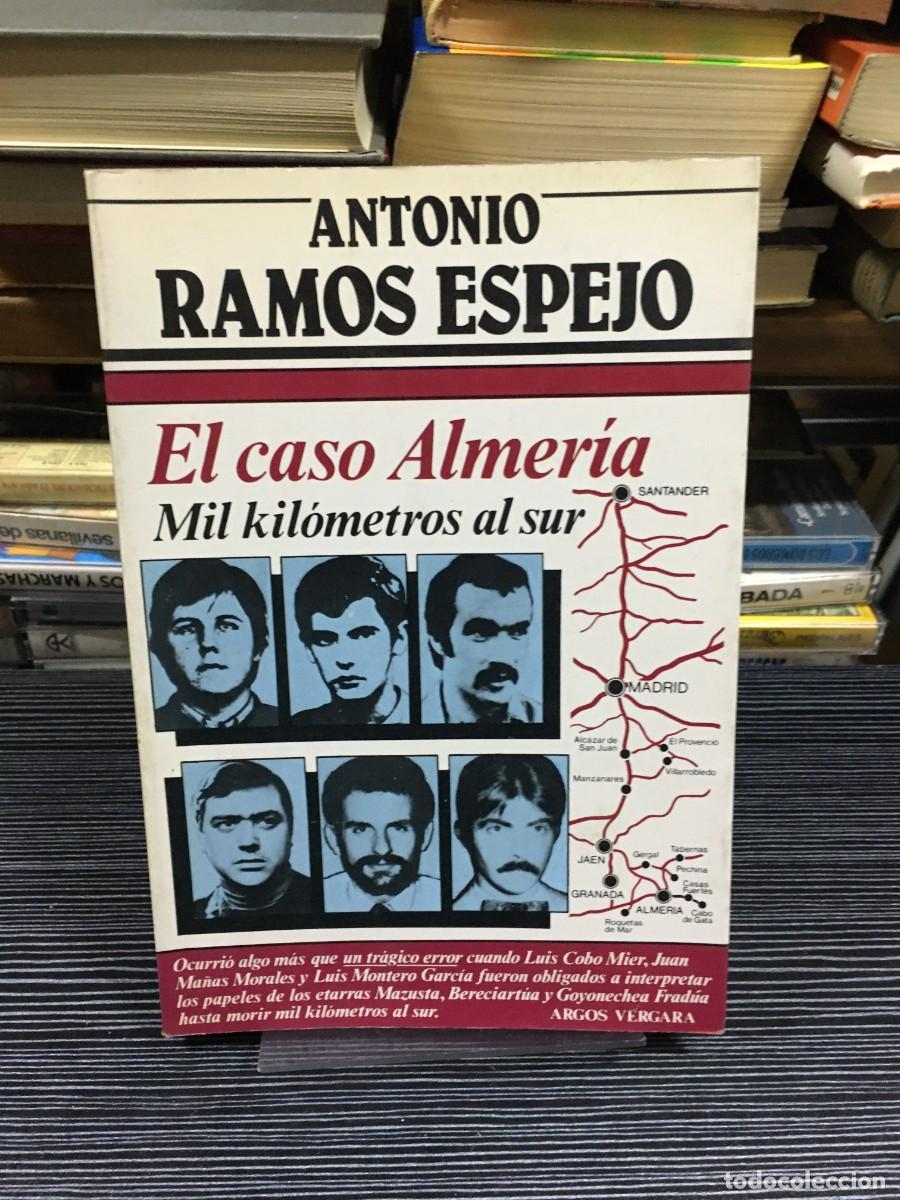 ANTONIO
RAMOS ESPEJO
El caso Almería
Mil kilómetros al sur
SANTANDER
MADRID
Alcázar de
San Juan
El Provencio
Villarrobledo
Manzanares
JAEN
GRANADA
Gergal
Tabernas
Pechina
Casas
Fuertes
ALMERIA
Cabo
de Gata
Roquetas
de Mar
Ocurrió algo más que un trágico error cuando Luis Cobo Mier, Juan
Mañas Morales y Luis Montero García fueron obligados a interpretar
los papeles de los etarras Mazusta, Bereciartúa y Goyonechea Fradúa
hasta morir mil kilómetros al sur.
ARGOS VERGARA
sevillanas de
OS Y MARCHAS
BADA
todocoleccion